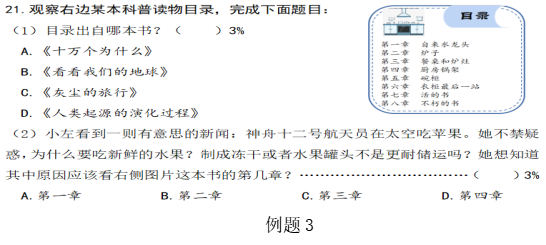 21. 观察右边某本科普读物目录，完成下面题目：
（1）目录出自哪本书？（ ）3%
A.《十万个为什么》
B.《看看我们的地球》
C.《灰尘的旅行》
D.《人类起源的演化过程》
目录
第一章 自来水龙头
第二章 炉子
第三章 餐桌和炉灶
第四章 厨房锅架
第五章 碗柜
第六章 衣柜最后一站
第七章 活的书
第八章 不朽的书
（2）小左看到一则有意思的新闻：神舟十二号航天员在太空吃苹果。她不禁疑
惑，为什么要吃新鲜的水果？制成冻干或者水果罐头不是更耐储运吗？她想知道
其中原因应该看右侧图片这本书的第几章？……………………………（ ）3%
A. 第一章 B. 第二章 C. 第三章 D. 第四章
例题 3